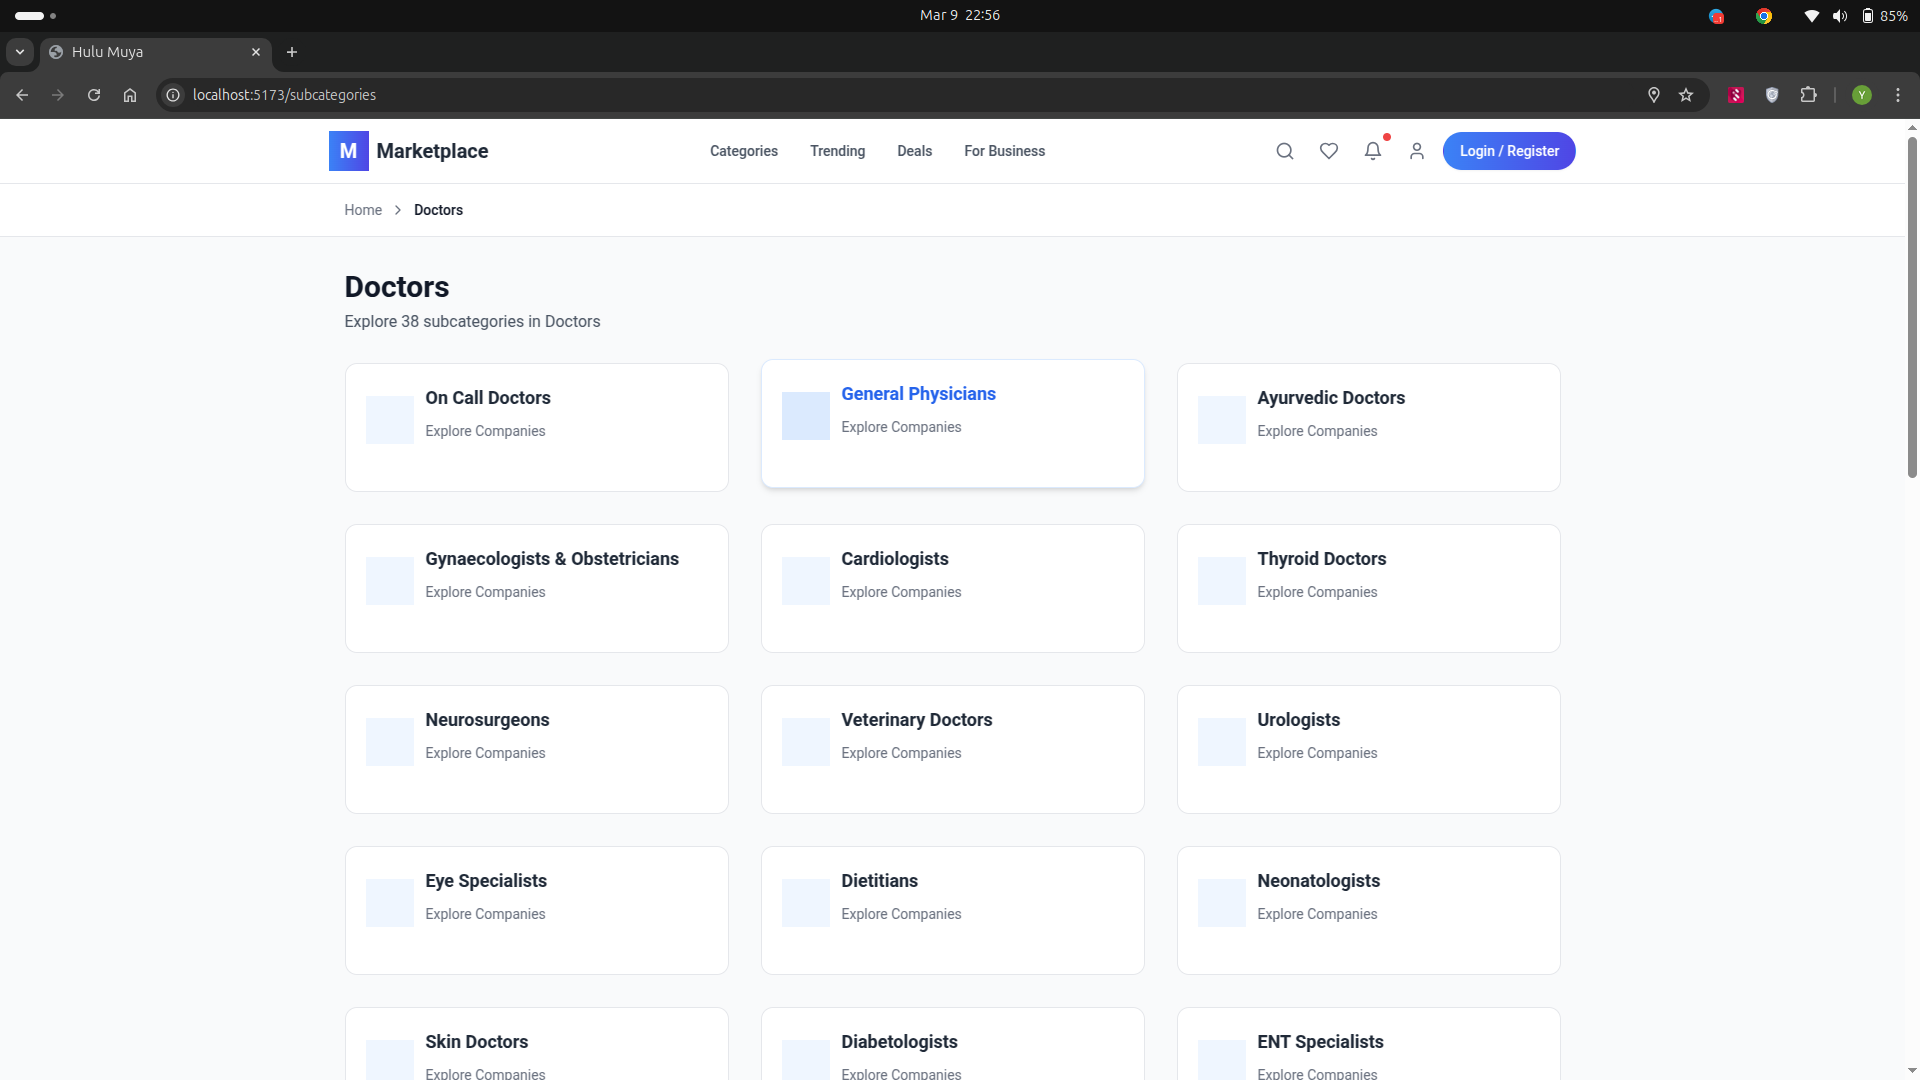 Mar 9 22:56
85%
Hulu Muya
localhost:5173/subcategories
Y
M Marketplace
Categories Trending Deals For Business
Login / Register
Home > Doctors
Doctors
Explore 38 subcategories in Doctors
On Call Doctors
Explore Companies
General Physicians
Explore Companies
Ayurvedic Doctors
Explore Companies
Gynaecologists & Obstetricians
Explore Companies
Cardiologists
Explore Companies
Thyroid Doctors
Explore Companies
Neurosurgeons
Explore Companies
Veterinary Doctors
Explore Companies
Urologists
Explore Companies
Eye Specialists
Explore Companies
Dietitians
Explore Companies
Neonatologists
Explore Companies
Skin Doctors
Explore Companies
Diabetologists
Explore Companies
ENT Specialists
Explore Companies